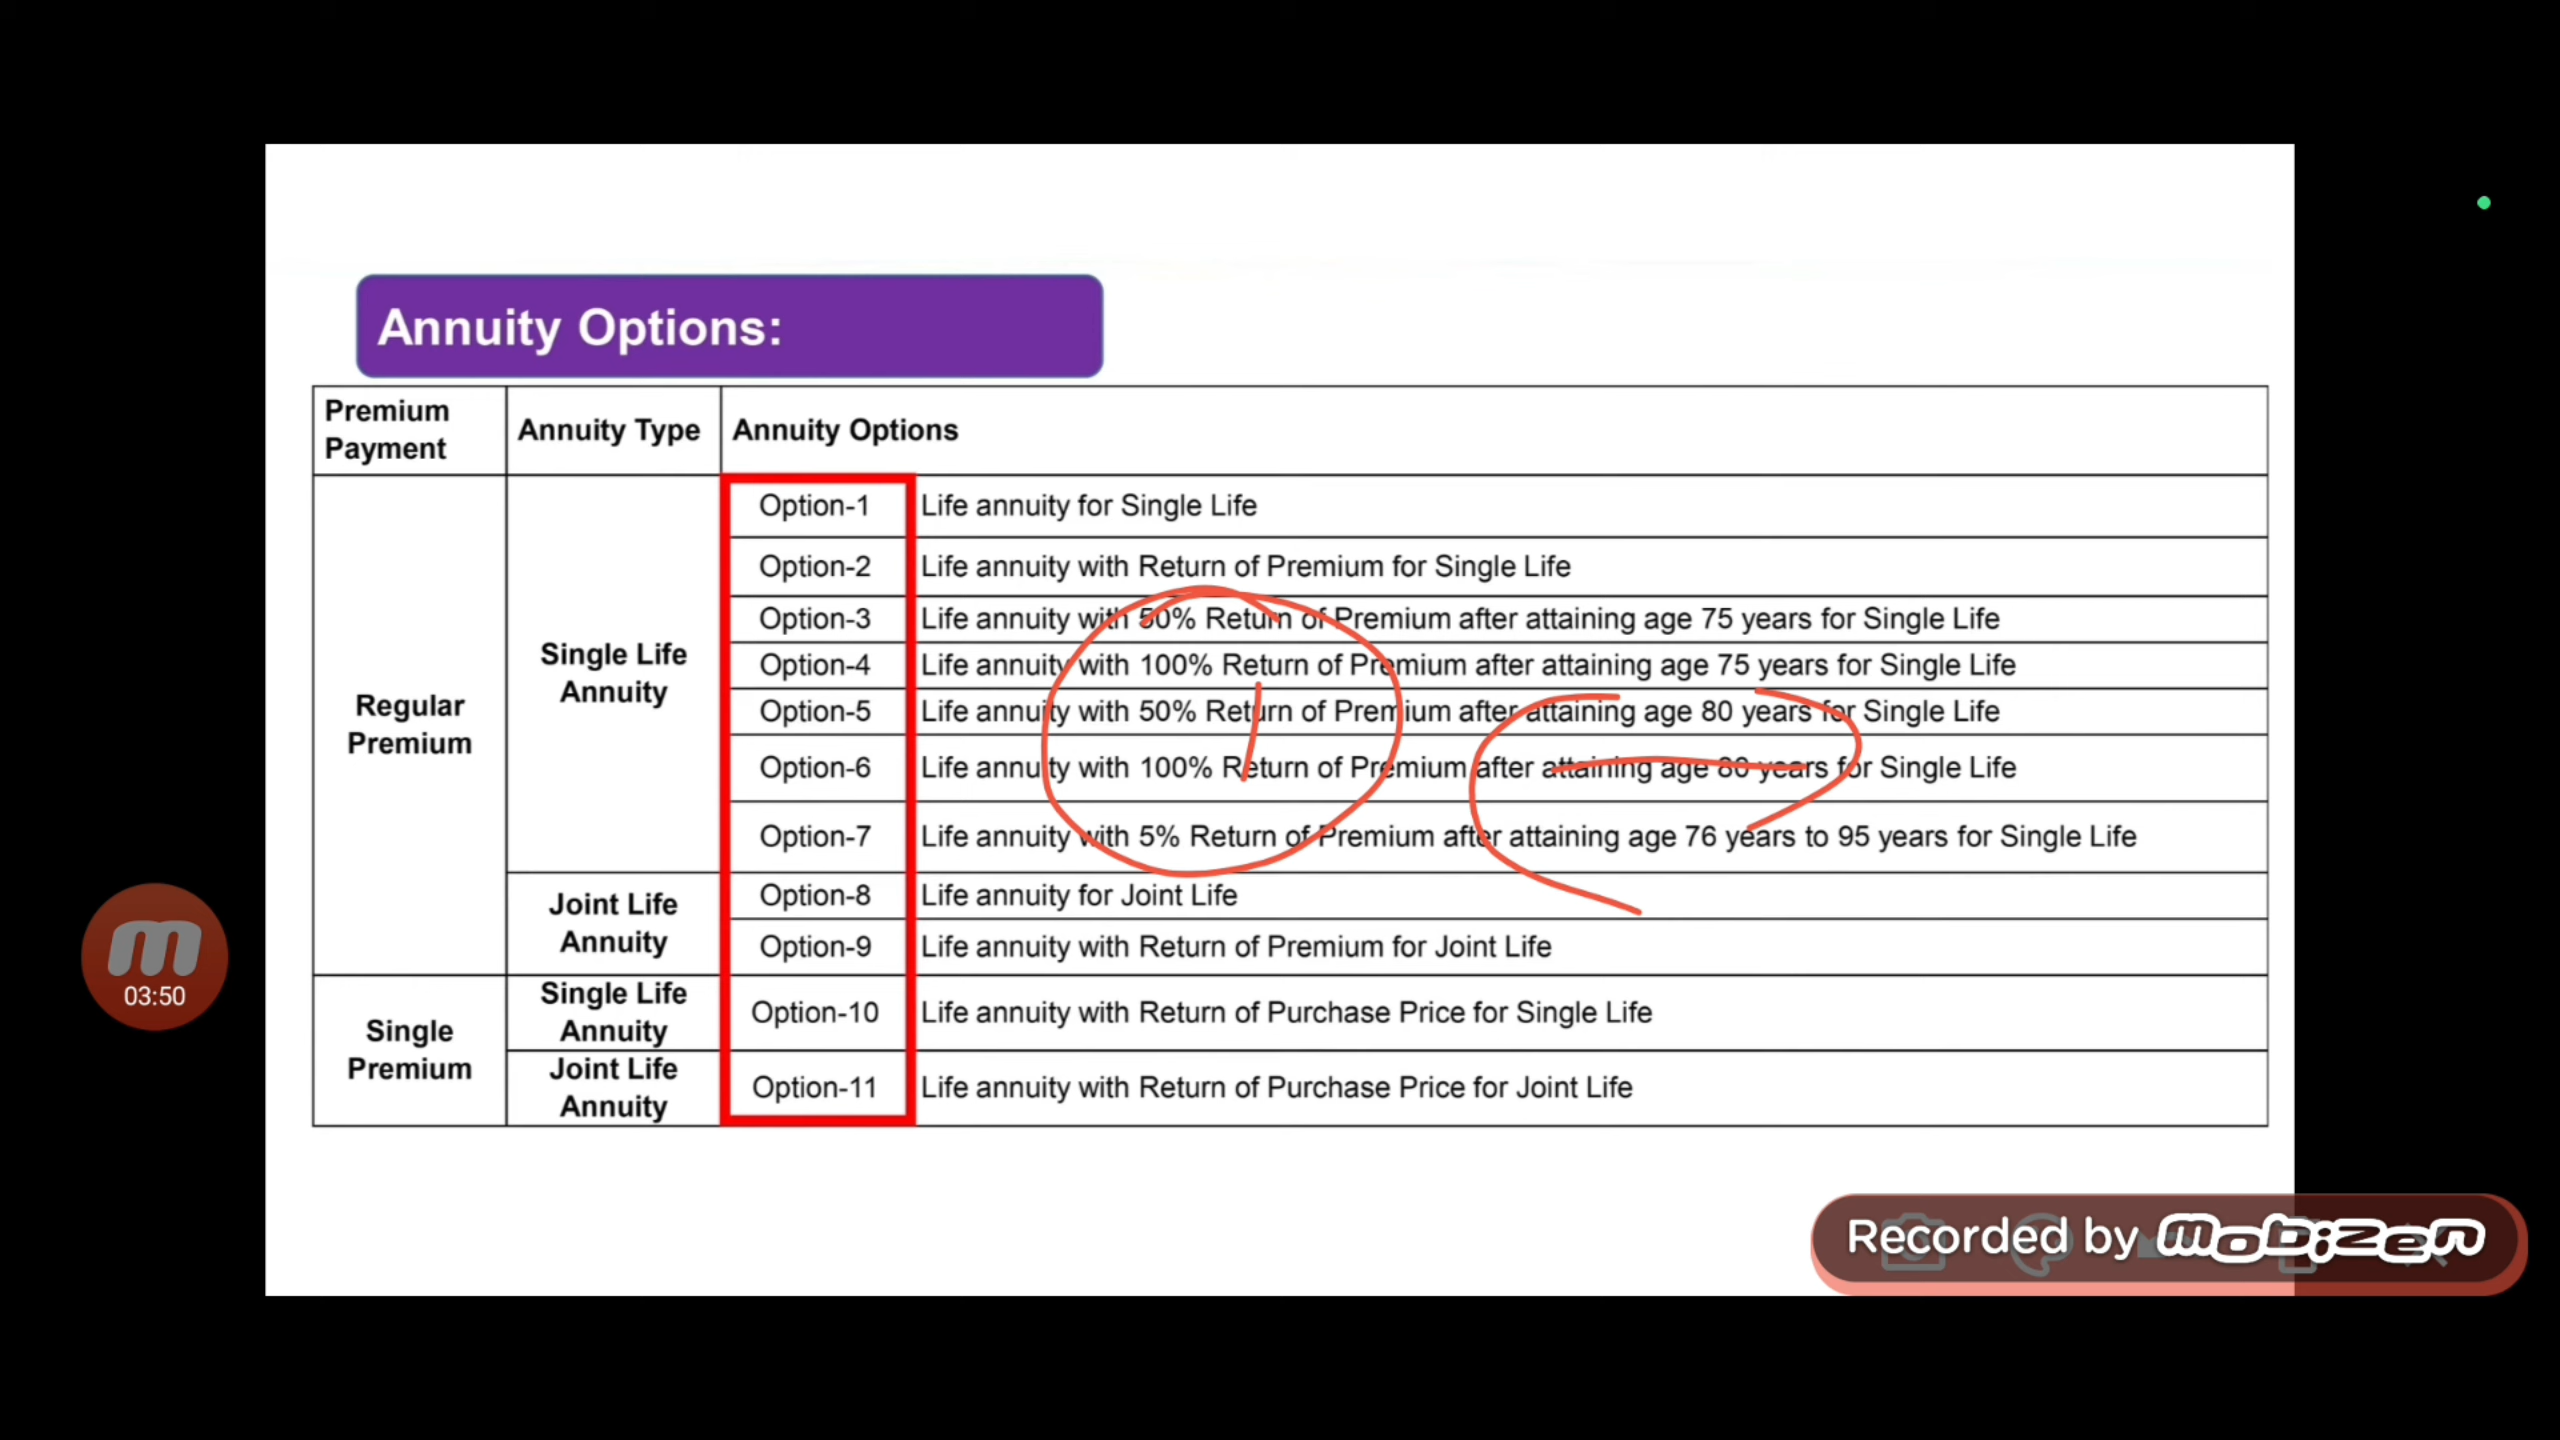 Annuity Options:
Premium Payment Annuity Type Annuity Options
Regular Premium
Single Life Annuity
Option-1 Life annuity for Single Life
Option-2 Life annuity with Return of Premium for Single Life
Option-3 Life annuity with 50% Return of Premium after attaining age 75 years for Single Life
Option-4 Life annuity with 100% Return of Premium after attaining age 75 years for Single Life
Option-5 Life annuity with 50% Return of Premium after attaining age 80 years for Single Life
Option-6 Life annuity with 100% Return of Premium after attaining age 80 years for Single Life
Option-7 Life annuity with 5% Return of Premium after attaining age 76 years to 95 years for Single Life
Joint Life Annuity
Option-8 Life annuity for Joint Life
Option-9 Life annuity with Return of Premium for Joint Life
Single Premium
Single Life Annuity
Option-10 Life annuity with Return of Purchase Price for Single Life
Joint Life Annuity
Option-11 Life annuity with Return of Purchase Price for Joint Life
m
03:50
Recorded by mobizen